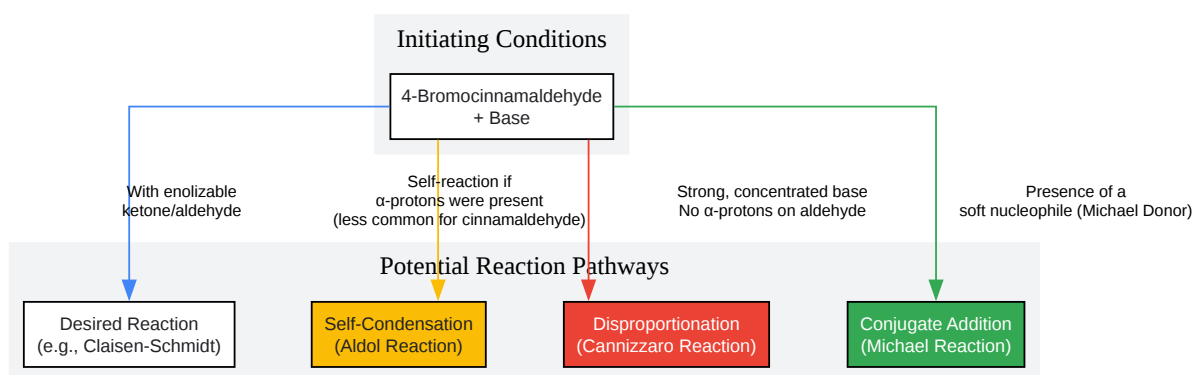 Initiating Conditions
4-Bromocinnamaldehyde
+ Base
With enolizable
ketone/aldehyde
Self-reaction if
α-protons were present
(less common for cinnamaldehyde)
Strong, concentrated base
No α-protons on aldehyde
Presence of a
soft nucleophile (Michael Donor)
Potential Reaction Pathways
Desired Reaction
(e.g., Claisen-Schmidt)
Self-Condensation
(Aldol Reaction)
Disproportionation
(Cannizzaro Reaction)
Conjugate Addition
(Michael Reaction)